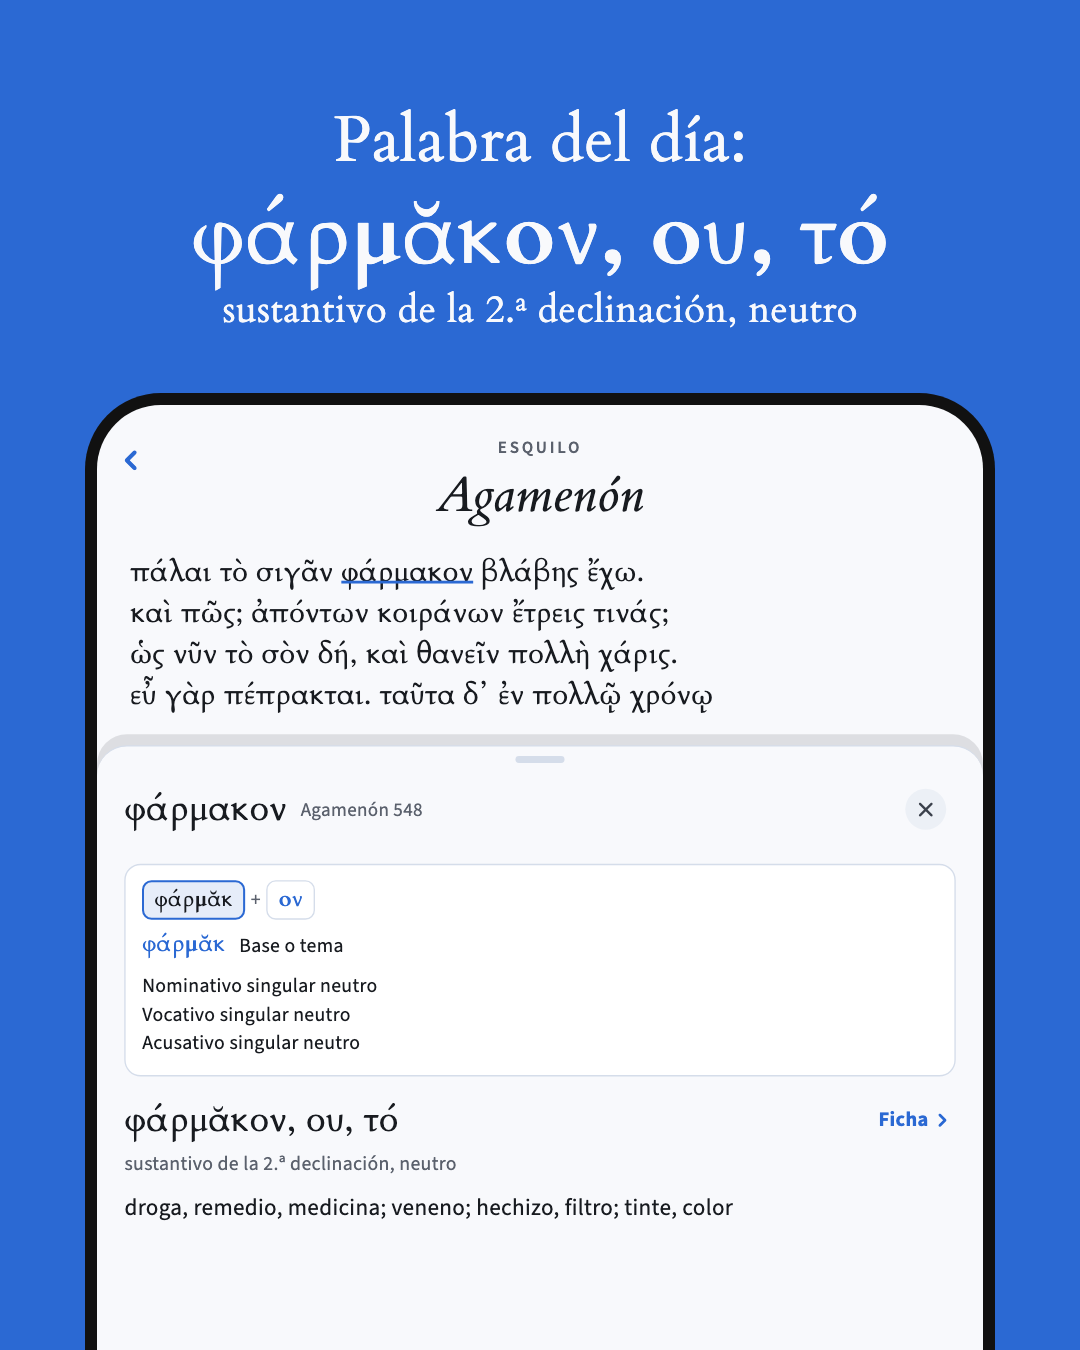 Palabra del día:
φάρμᾰκον, ου, τό
sustantivo de la 2.ª declinación, neutro
ESQUILO
Agamenón
πάλαι τὸ σιγᾶν φάρμακον βλάβης ἔχω.
καὶ πῶς; ἀπόντων κοιράνων ἔτρεις τινάς;
ὡς νῦν τὸ σὸν δή, καὶ θανεῖν πολλὴ χάρις.
εὖ γὰρ πέπρακται. ταῦτα δ’ ἐν πολλῷ χρόνῳ
φάρμακον Agamenón 548
φάρμᾰκ + ον
φάρμᾰκ Base o tema
Nominativo singular neutro
Vocativo singular neutro
Acusativo singular neutro
φάρμᾰκον, ου, τό
Ficha
sustantivo de la 2.ª declinación, neutro
droga, remedio, medicina; veneno; hechizo, filtro; tinte, color